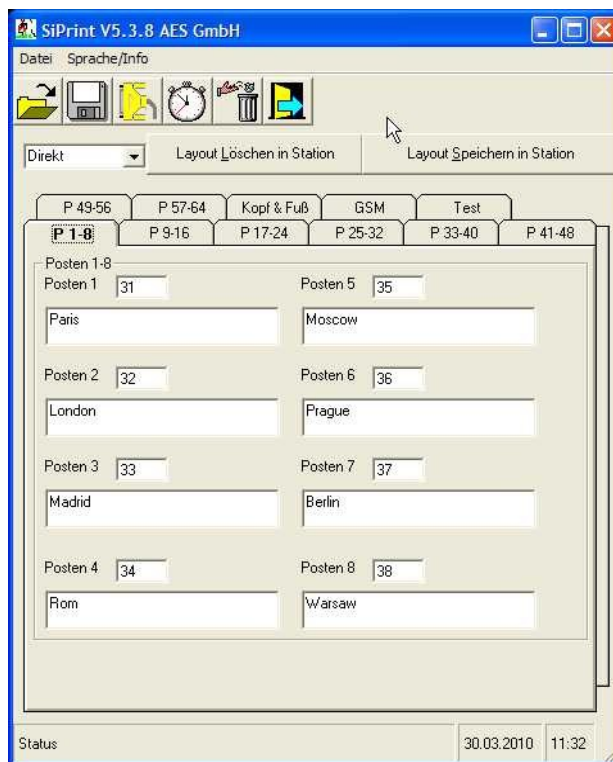 SiPrint V5.3.8 AES GmbH
Datei Sprache/Info
Direkt Layout Löschen in Station Layout Speichern in Station
P 49-56 P 57-64 Kopf & Fuß GSM Test
P 1-8 P 9-16 P 17-24 P 25-32 P 33-40 P 41-48
Posten 1-8
Posten 1 31 Posten 5 35
Paris Moscow
Posten 2 32 Posten 6 36
London Prague
Posten 3 33 Posten 7 37
Madrid Berlin
Posten 4 34 Posten 8 38
Rom Warsaw
Status 30.03.2010 11:32